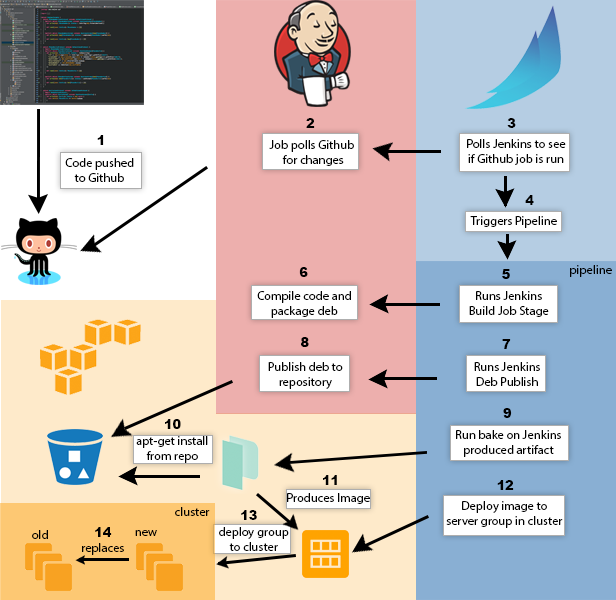 1
Code pushed
to Github
2
Job polls Github
for changes
3
Polls Jenkins to see
if Github job is run
4
Triggers Pipeline
pipeline
5
Runs Jenkins
Build Job Stage
6
Compile code and
package deb
7
Runs Jenkins
Deb Publish
8
Publish deb to
repository
9
Run bake on Jenkins
produced artifact
10
apt-get install
from repo
11
Produces Image
12
Deploy image to
server group in cluster
cluster
13
deploy group
to cluster
14
replaces
old
new